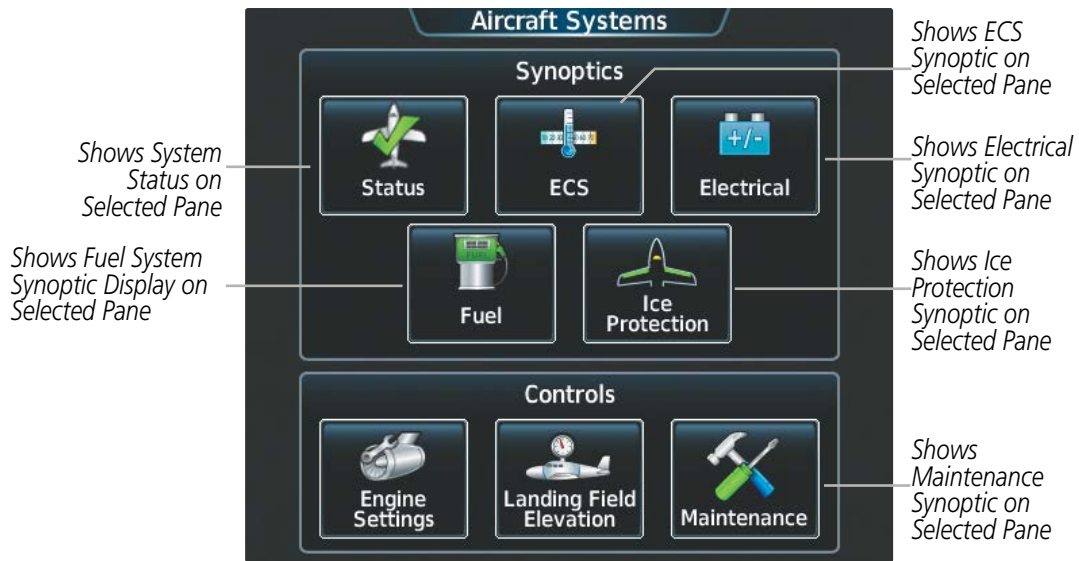 Aircraft Systems
Synoptics
Status
ECS
Electrical
FUEL
Fuel
Ice
Protection
Controls
Engine
Settings
Landing Field
Elevation
Maintenance
Shows System
Status on
Selected Pane
Shows Fuel System
Synoptic Display on
Selected Pane
Shows ECS
Synoptic on
Selected Pane
+/-
Shows Electrical
Synoptic on
Selected Pane
Shows Ice
Protection
Synoptic on
Selected Pane
Shows
Maintenance
Synoptic on
Selected Pane